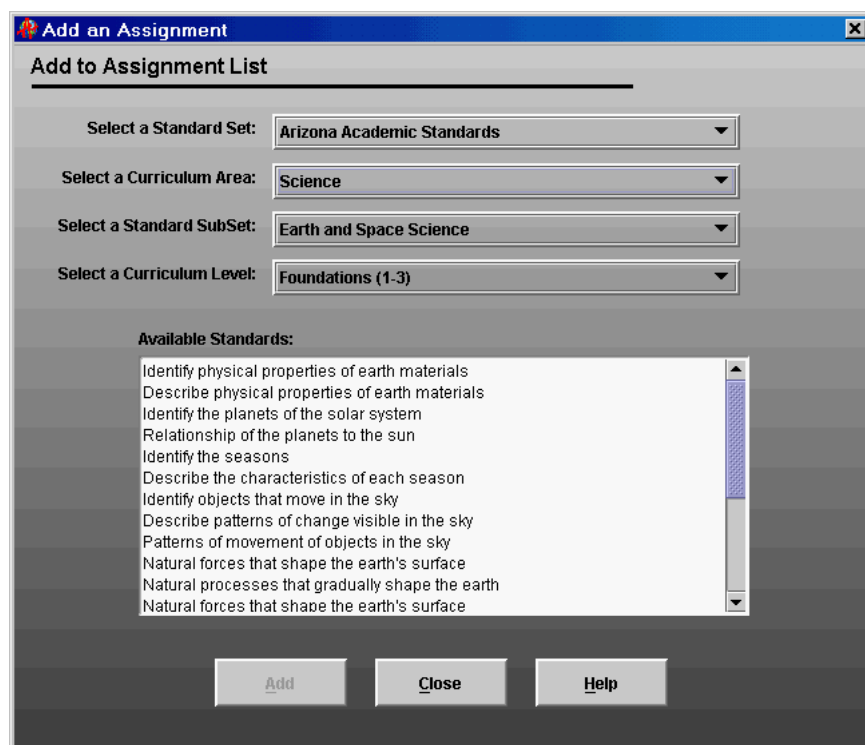 Add an Assignment
Add to Assignment List
Select a Standard Set: Arizona Academic Standards
Select a Curriculum Area: Science
Select a Standard SubSet: Earth and Space Science
Select a Curriculum Level: Foundations (1-3)
Available Standards:
Identify physical properties of earth materials
Describe physical properties of earth materials
Identify the planets of the solar system
Relationship of the planets to the sun
Identify the seasons
Describe the characteristics of each season
Identify objects that move in the sky
Describe patterns of change visible in the sky
Patterns of movement of objects in the sky
Natural forces that shape the earth's surface
Natural processes that gradually shape the earth
Natural forces that shape the earth's surface
Add Close Help